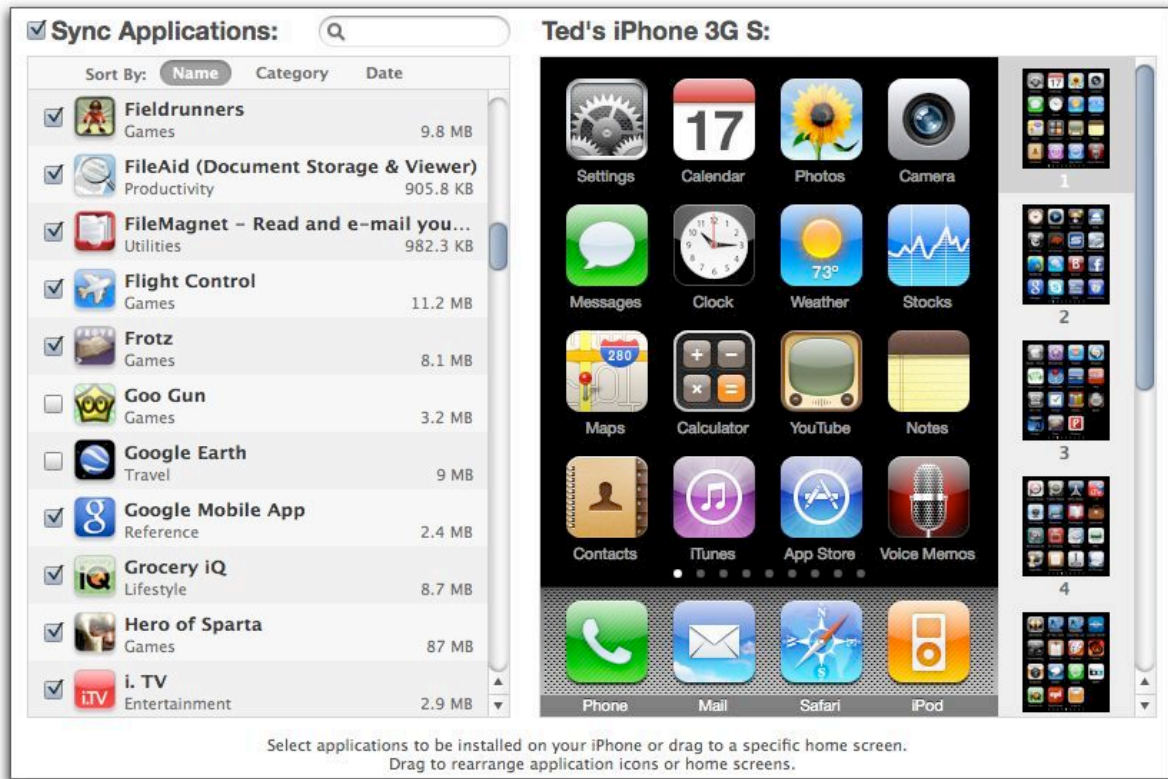 Sync Applications:
Ted's iPhone 3G S:
Sort By: Name Category Date
Fieldrunners
Games 9.8 MB
FileAid (Document Storage & Viewer)
Productivity 905.8 KB
FileMagnet – Read and e-mail you...
Utilities 982.3 KB
Flight Control
Games 11.2 MB
Frotz
Games 8.1 MB
Goo Gun
Games 3.2 MB
Google Earth
Travel 9 MB
8
Google Mobile App
Reference 2.4 MB
iQ
Grocery iQ
Lifestyle 8.7 MB
Hero of Sparta
Games 87 MB
i.TV
i. TV
Entertainment 2.9 MB
17
Settings Calendar Photos Camera
73°
Messages Clock Weather Stocks
280
Maps Calculator YouTube Notes
Contacts iTunes App Store Voice Memos
Phone Mail Safari iPod
1
2
3
4
Select applications to be installed on your iPhone or drag to a specific home screen.
Drag to rearrange application icons or home screens.